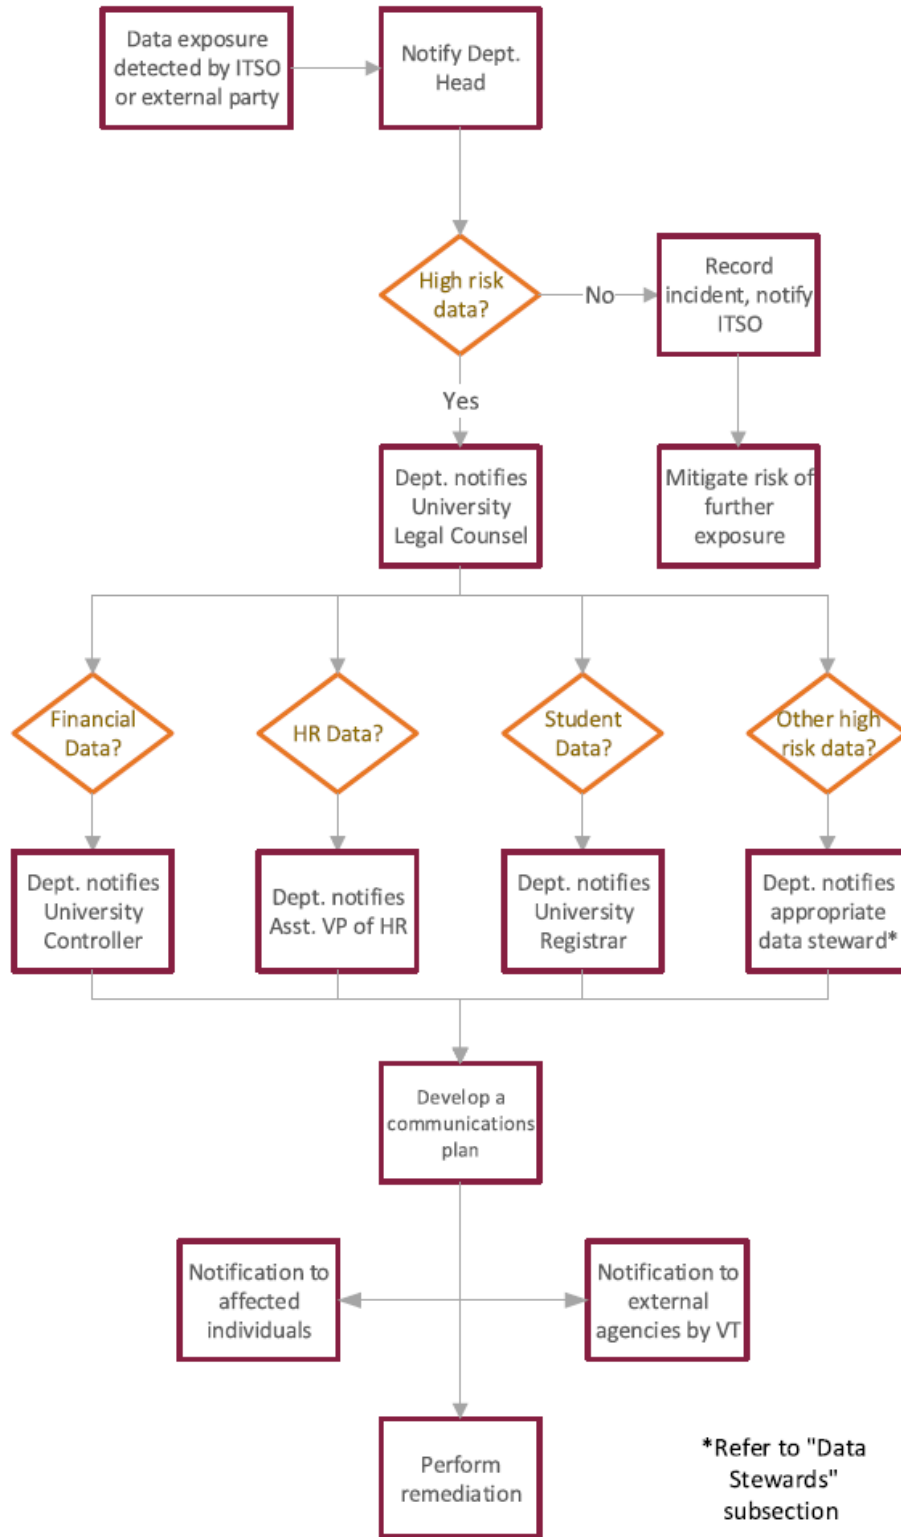 Data exposure
detected by ITSO
or external party
Notify Dept.
Head
High risk
data?
No
Record
incident, notify
ITSO
Yes
Dept. notifies
University
Legal Counsel
Mitigate risk of
further
exposure
Financial
Data?
HR Data?
Student
Data?
Other high
risk data?
Dept. notifies
University
Controller
Dept. notifies
Asst. VP of HR
Dept. notifies
University
Registrar
Dept. notifies
appropriate
data steward*
Develop a
communications
plan
Notification to
affected
individuals
Notification to
external
agencies by VT
Perform
remediation
*Refer to "Data
Stewards"
subsection